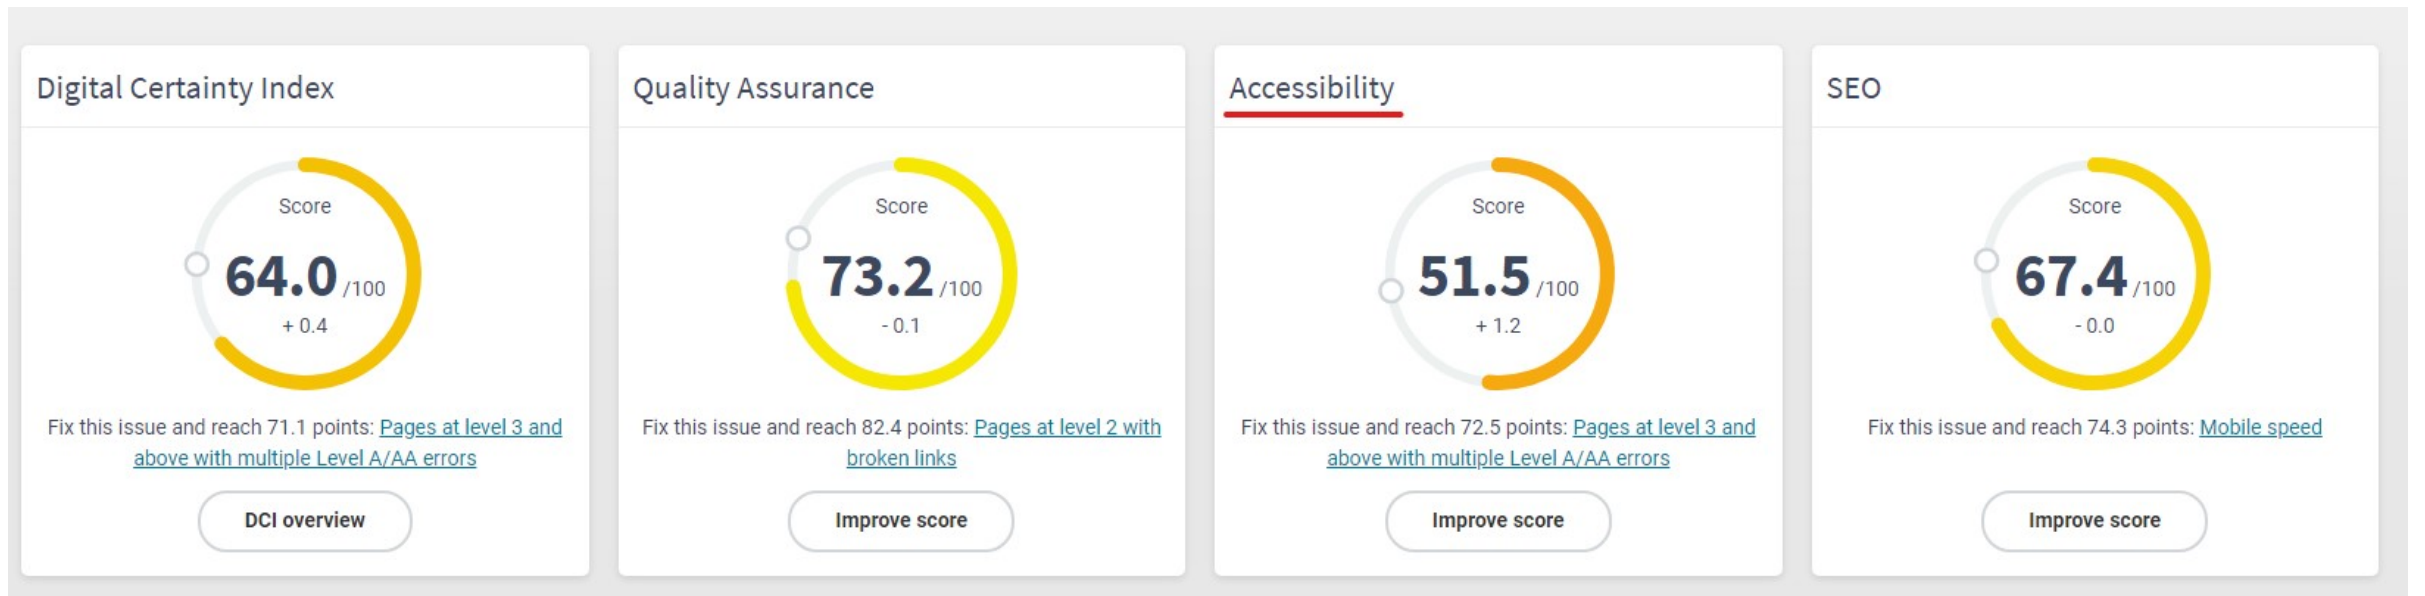 Digital Certainty Index
Score
64.0 /100
+ 0.4
Fix this issue and reach 71.1 points: Pages at level 3 and
above with multiple Level A/AA errors
DCI overview
Quality Assurance
Score
73.2 /100
- 0.1
Fix this issue and reach 82.4 points: Pages at level 2 with
broken links
Improve score
Accessibility
Score
51.5 /100
+ 1.2
Fix this issue and reach 72.5 points: Pages at level 3 and
above with multiple Level A/AA errors
Improve score
SEO
Score
67.4 /100
- 0.0
Fix this issue and reach 74.3 points: Mobile speed
Improve score